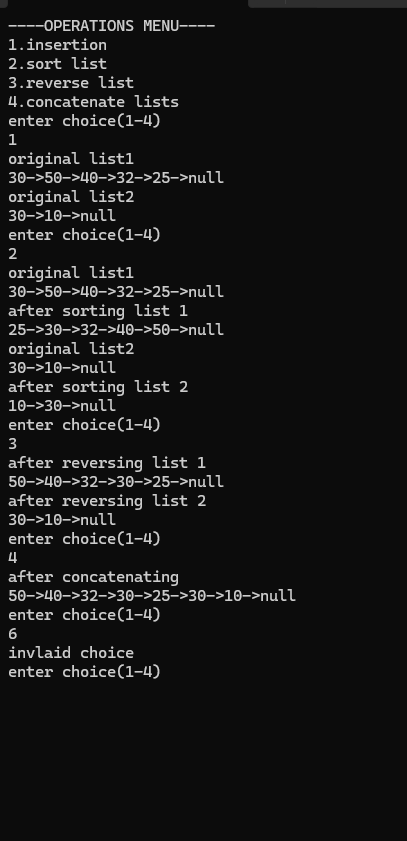 ----OPERATIONS MENU----
1.insertion
2.sort list
3.reverse list
4.concatenate lists
enter choice(1-4)
1
original list1
30->50->40->32->25->null
original list2
30->10->null
enter choice(1-4)
2
original list1
30->50->40->32->25->null
after sorting list 1
25->30->32->40->50->null
original list2
30->10->null
after sorting list 2
10->30->null
enter choice(1-4)
3
after reversing list 1
50->40->32->30->25->null
after reversing list 2
30->10->null
enter choice(1-4)
4
after concatenating
50->40->32->30->25->30->10->null
enter choice(1-4)
6
invlaid choice
enter choice(1-4)